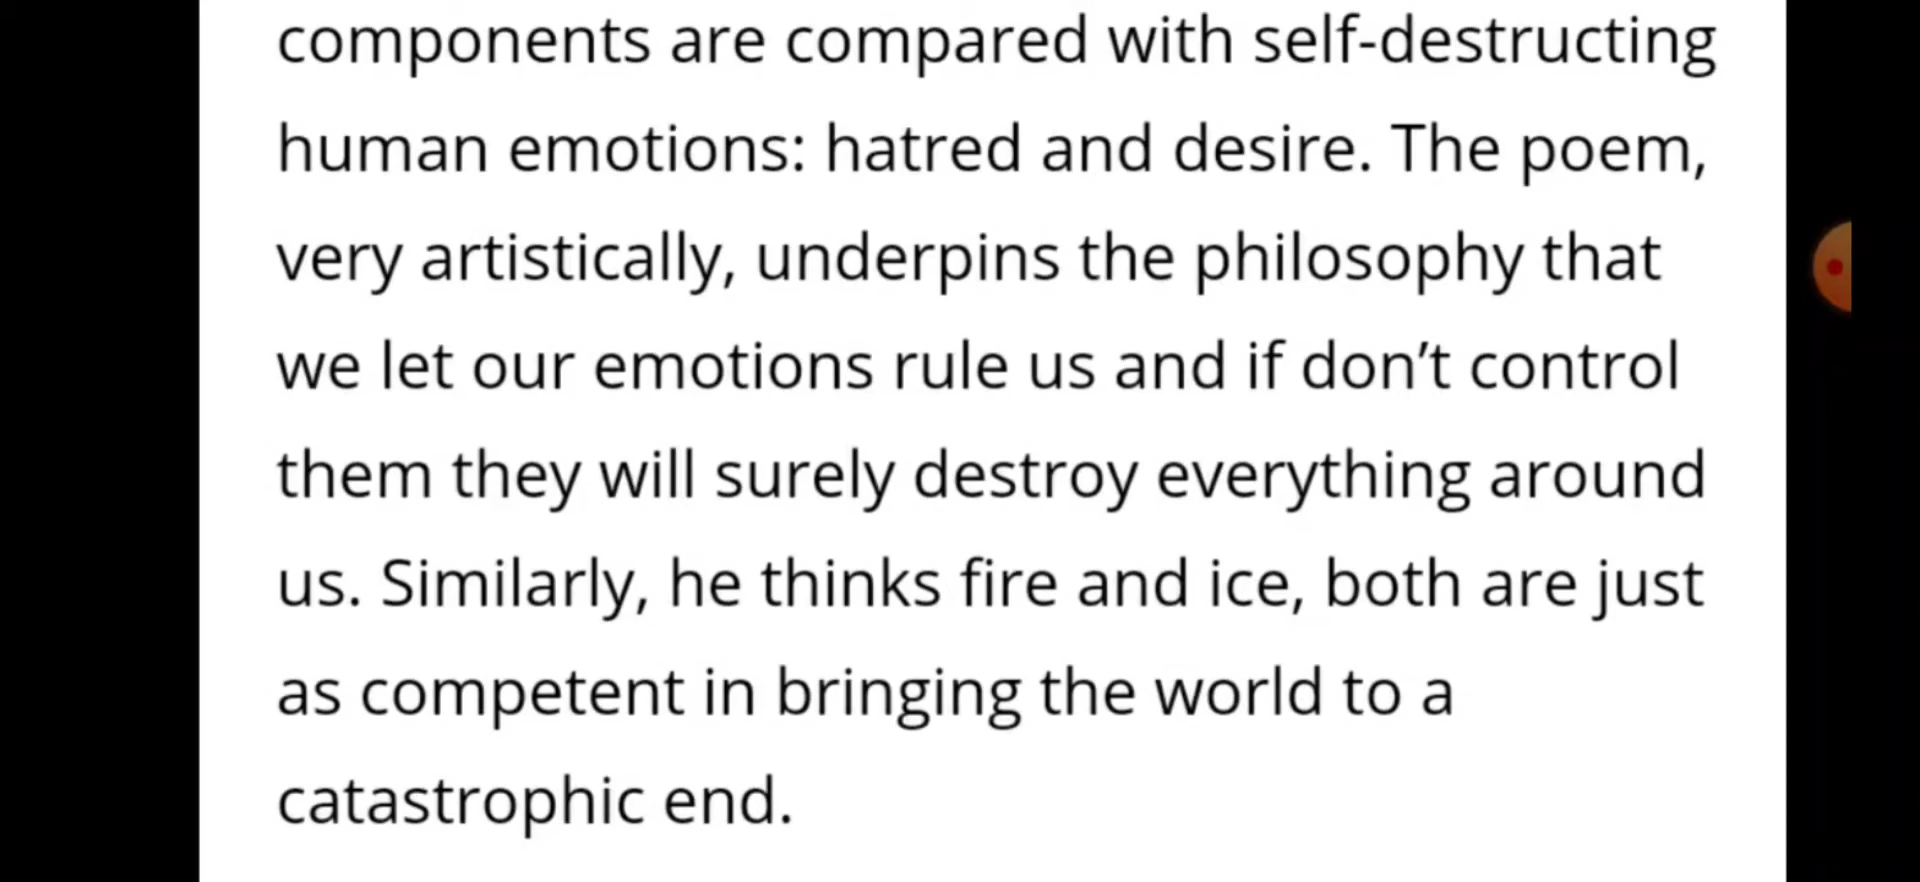 components are compared with self-destructing
human emotions: hatred and desire. The poem,
very artistically, underpins the philosophy that
we let our emotions rule us and if don’t control
them they will surely destroy everything around
us. Similarly, he thinks fire and ice, both are just
as competent in bringing the world to a
catastrophic end.